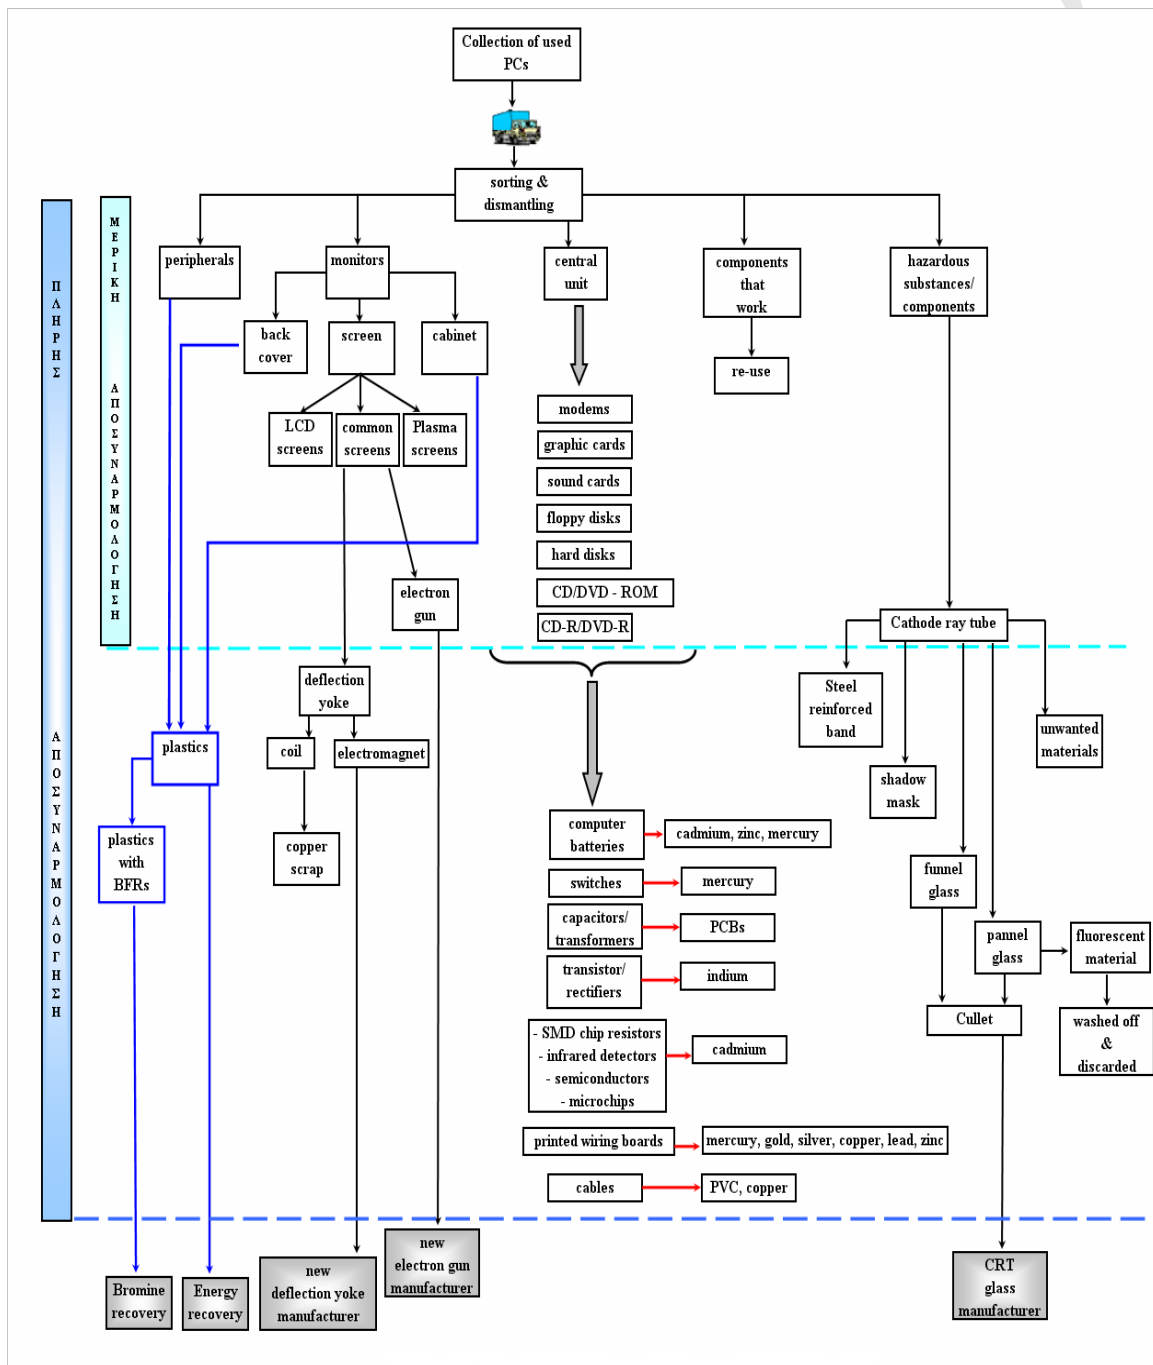 Collection of used
PCs
sorting &
dismantling
ΜΕΡΙΚΗ ΑΠΟΣΥΝΑΡΜΟΛΟΓΗΣΗ
ΠΛΗΡΗΣ ΑΠΟΣΥΝΑΡΜΟΛΟΓΗΣΗ
peripherals
monitors
central
unit
components
that
work
hazardous
substances/
components
back
cover
screen
cabinet
re-use
LCD
screens
common
screens
Plasma
screens
modems
graphic cards
sound cards
floppy disks
hard disks
CD/DVD - ROM
CD-R/DVD-R
electron
gun
Cathode ray tube
deflection
yoke
Steel
reinforced
band
unwanted
materials
plastics
coil
electromagnet
shadow
mask
plastics
with
BFRs
copper
scrap
computer
batteries
cadmium, zinc, mercury
funnel
glass
switches
mercury
capacitors/
transformers
PCBs
pannel
glass
fluorescent
material
transistor/
rectifiers
indium
Cullet
washed off
&
discarded
- SMD chip resistors
- infrared detectors
- semiconductors
- microchips
cadmium
printed wiring boards
mercury, gold, silver, copper, lead, zinc
cables
PVC, copper
Bromine
recovery
Energy
recovery
new
deflection yoke
manufacturer
new
electron gun
manufacturer
CRT
glass
manufacturer